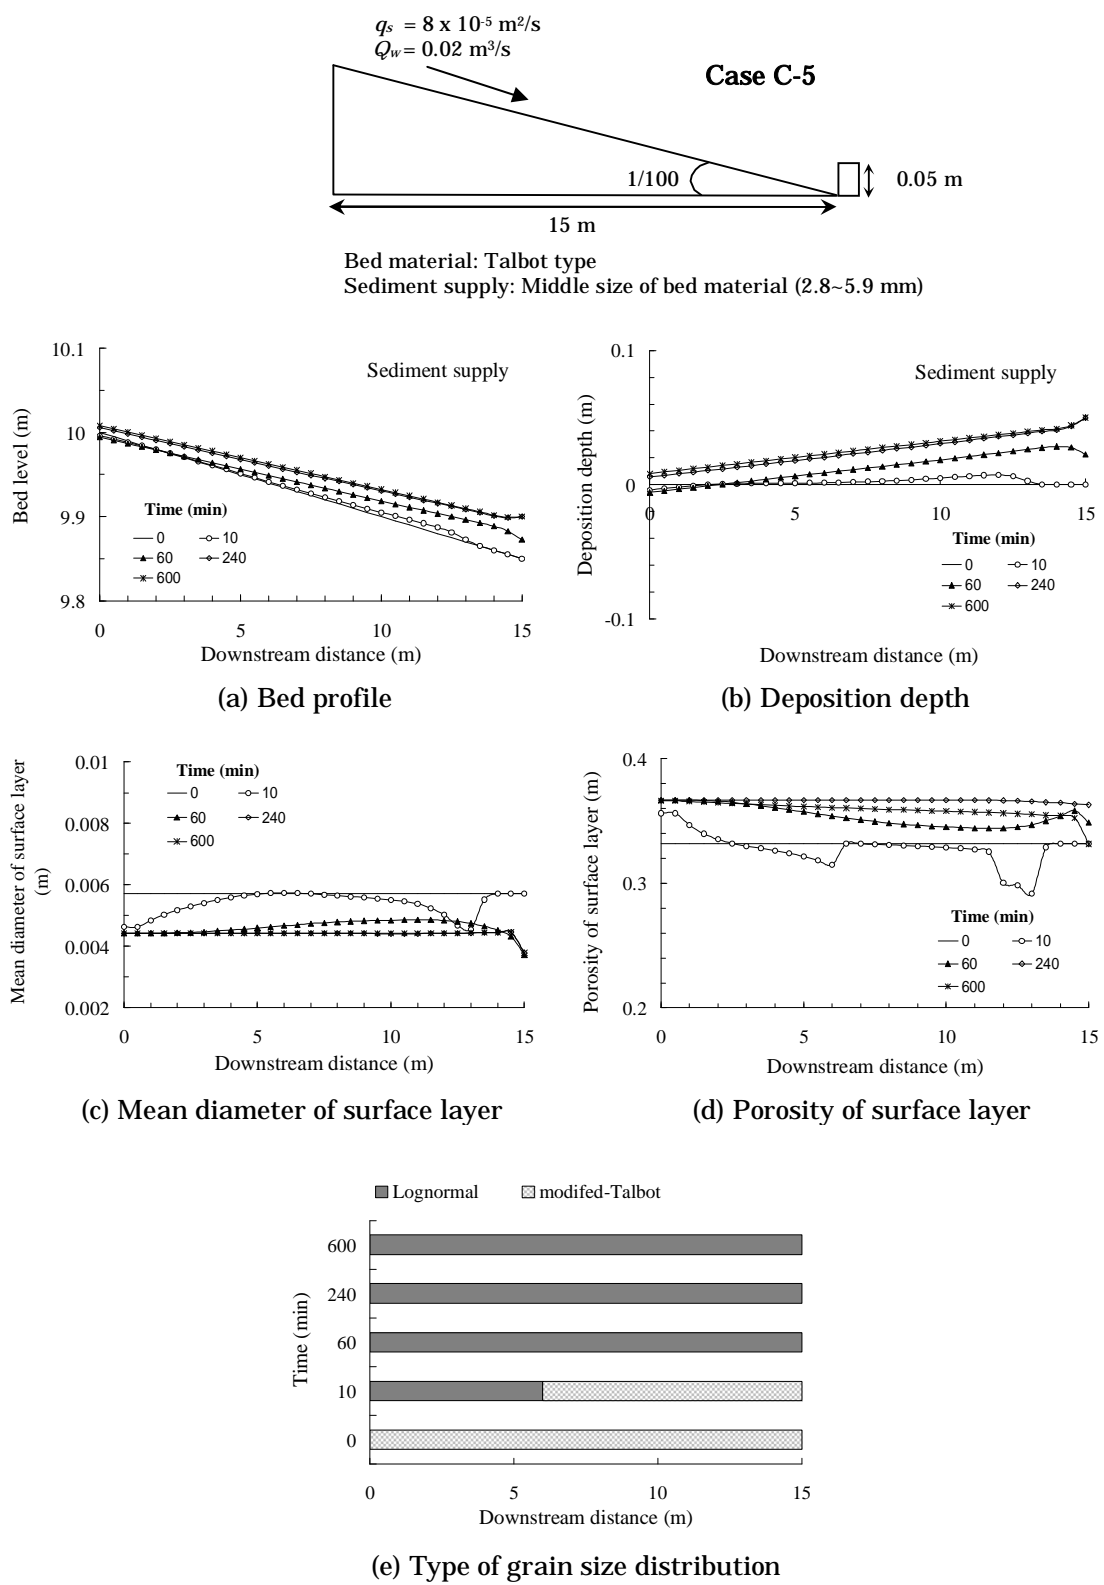 qs = 8 x 10-5 m2/s
Qw = 0.02 m3/s
Case C-5
1/100
0.05 m
15 m
Bed material: Talbot type
Sediment supply: Middle size of bed material (2.8~5.9 mm)
10.1
10
9.9
9.8
Bed level (m)
Sediment supply
Time (min)
0 10
60 240
600
0 5 10 15
Downstream distance (m)
(a) Bed profile
0.1
0
-0.1
Deposition depth (m)
Sediment supply
0 5 10 15
Time (min)
0 10
60 240
600
Downstream distance (m)
(b) Deposition depth
0.01
0.008
0.006
0.004
0.002
Mean diameter of surface layer
(m)
Time (min)
0 10
60 240
600
0 5 10 15
Downstream distance (m)
(c) Mean diameter of surface layer
0.4
0.3
0.2
Porosity of surface layer (m)
Time (min)
0 10
60 240
600
0 5 10 15
Downstream distance (m)
(d) Porosity of surface layer
Lognormal modifed-Talbot
600
240
60
10
0
Time (min)
0 5 10 15
Downstream distance (m)
(e) Type of grain size distribution